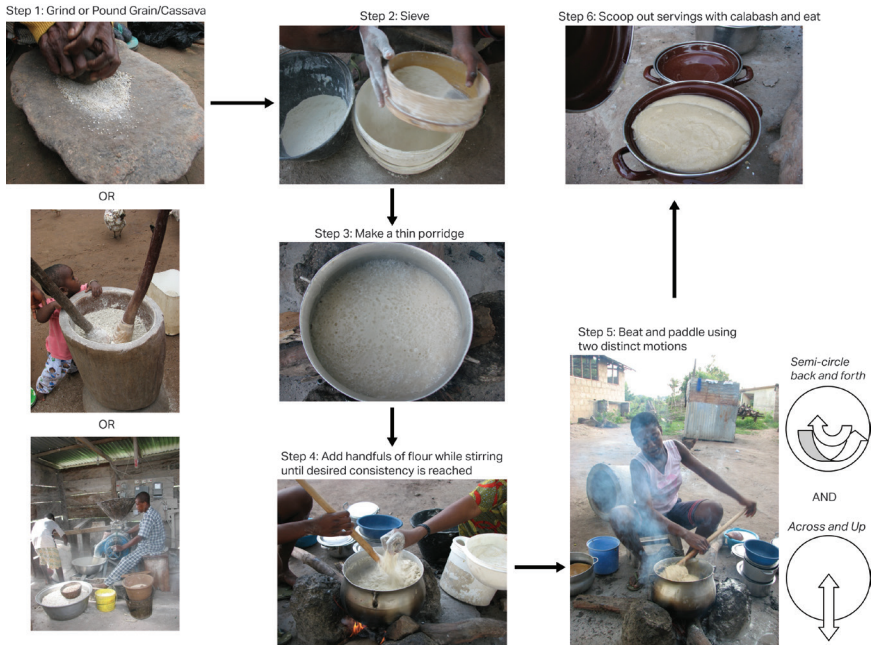 Step 1: Grind or Pound Grain/Cassava
OR
OR
Step 2: Sieve
Step 3: Make a thin porridge
Step 4: Add handfuls of flour while stirring
until desired consistency is reached
Step 5: Beat and paddle using
two distinct motions
Semi-circle
back and forth
AND
Across and Up
Step 6: Scoop out servings with calabash and eat